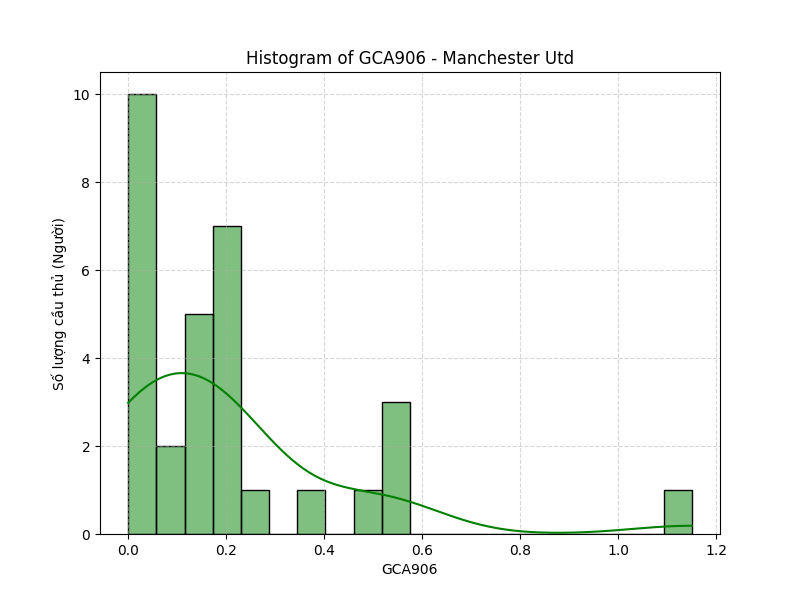 Histogram of GCA906 - Manchester Utd
10
8
6
4
2
0
Số lượng cầu thủ (Người)
0.0 0.2 0.4 0.6 0.8 1.0 1.2
GCA906